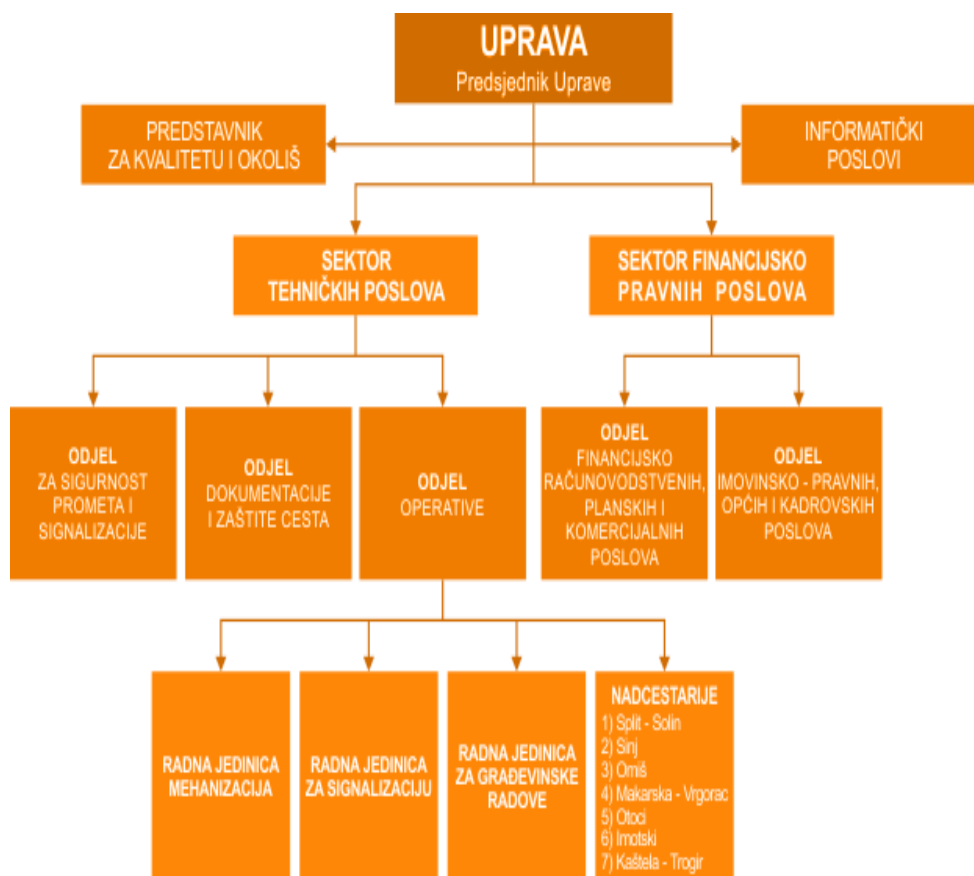 UPRAVA
Predsjednik Uprave
PREDSTAVNIK
ZA KVALITETU I OKOLIŠ
INFORMATIČKI
POSLOVI
SEKTOR
TEHNIČKIH POSLOVA
SEKTOR FINANCIJSKO
PRAVNIH POSLOVA
ODJEL
ZA SIGURNOST
PROMETA I
SIGNALIZACIJE
ODJEL
DOKUMENTACIJE
I ZAŠTITE CESTA
ODJEL
OPERATIVE
ODJEL
FINANCIJSKO
RAČUNOVODSTVENIH,
PLANSKIH I
KOMERCIJALNIH
POSLOVA
ODJEL
IMOVINSKO - PRAVNIH,
OPĆIH I KADROVSKIH
POSLOVA
RADNA JEDINICA
MEHANIZACIJA
RADNA JEDINICA
ZA SIGNALIZACIJU
RADNA JEDINICA
ZA GRAĐEVINSKE
RADOVE
NADCESTARIJE
1) Split - Solin
2) Sinj
3) Omiš
4) Makarska - Vrgorac
5) Otoci
6) Imotski
7) Kaštela - Trogir